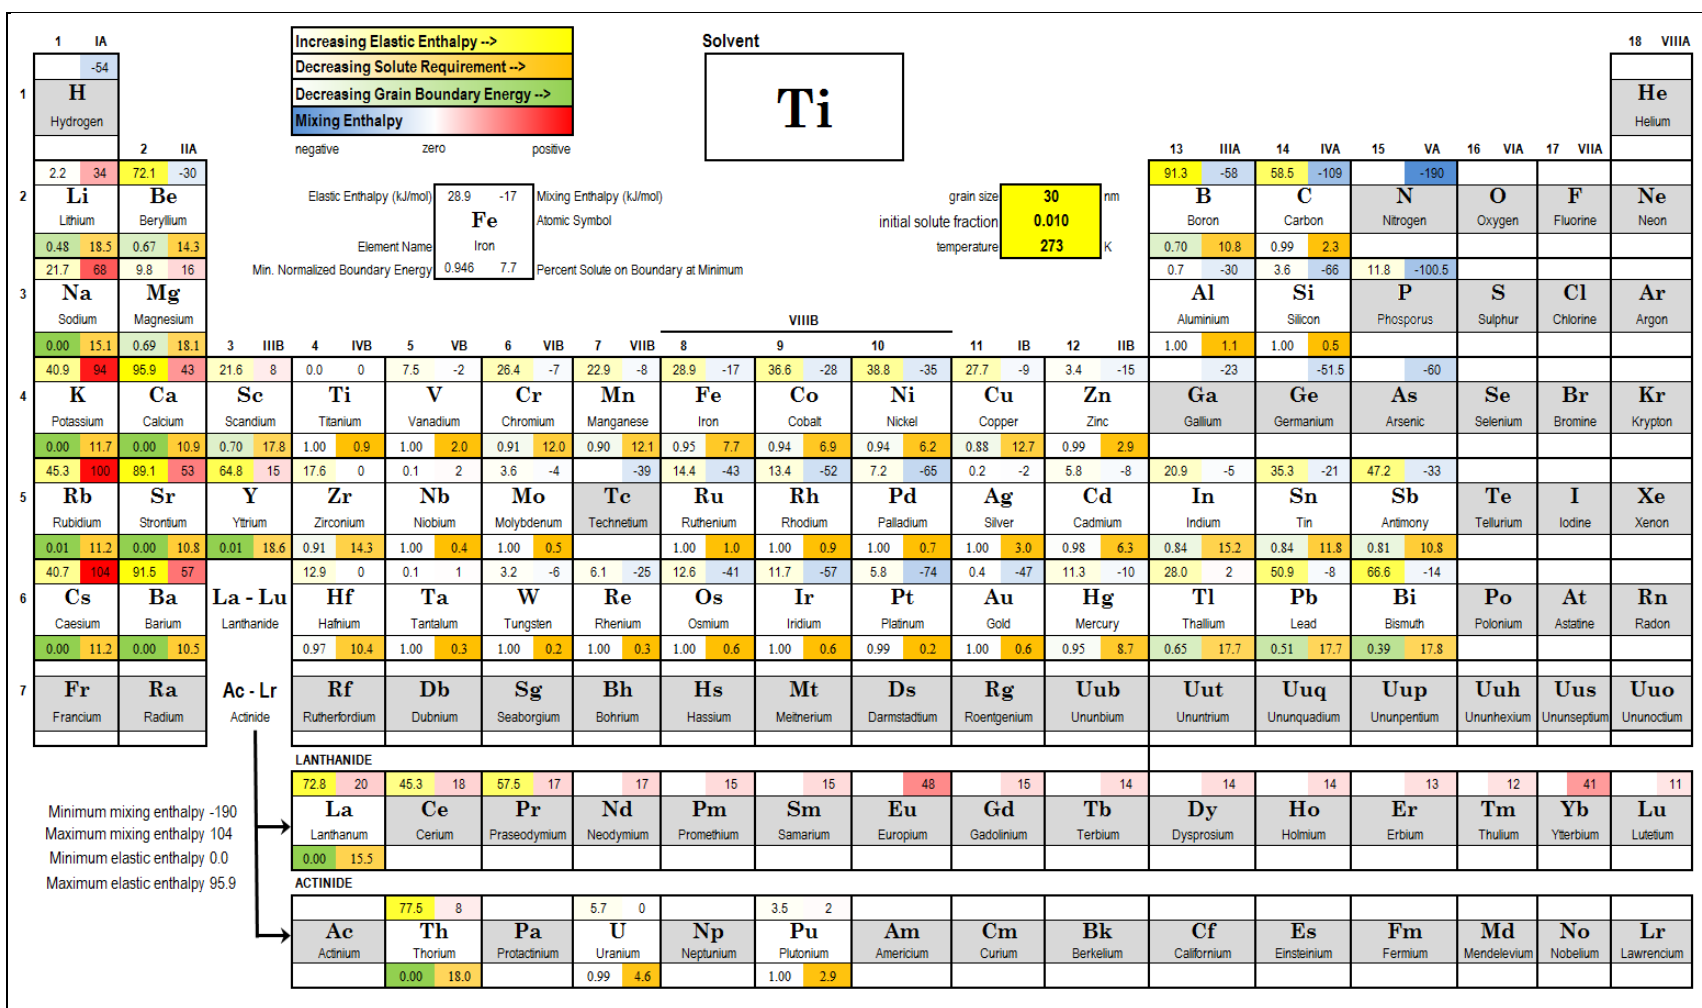 1 IA
18 VIIIA
Increasing Elastic Enthalpy -->
Decreasing Solute Requirement -->
Decreasing Grain Boundary Energy -->
Mixing Enthalpy
negative zero positive
Solvent
Ti
-54
1 H He
Hydrogen Helium
2 IIA 13 IIIA 14 IVA 15 VA 16 VIA 17 VIIA
2.2 34 72.1 -30 91.3 -58 58.5 -109 -190
2 Li Be B C N O F Ne
Lithium Beryllium Boron Carbon Nitrogen Oxygen Fluorine Neon
0.48 18.5 0.67 14.3 0.70 10.8 0.99 2.3
Elastic Enthalpy (kJ/mol) 28.9 -17 Mixing Enthalpy (kJ/mol)
Fe Atomic Symbol
Element Name Iron
Min. Normalized Boundary Energy 0.946 7.7 Percent Solute on Boundary at Minimum
grain size 30 nm
initial solute fraction 0.010
temperature 273 K
21.7 68 9.8 16 0.7 -30 3.6 -66 11.8 -100.5
3 Na Mg Al Si P S Cl Ar
Sodium Magnesium Aluminium Silicon Phosporus Sulphur Chlorine Argon
0.00 15.1 0.69 18.1 1.00 1.1 1.00 0.5
VIIIB
3 IIIB 4 IVB 5 VB 6 VIB 7 VIIB 8 9 10 11 IB 12 IIB
40.9 94 95.9 43 21.6 8 0.0 0 7.5 -2 26.4 -7 22.9 -8 28.9 -17 36.6 -28 38.8 -35 27.7 -9 3.4 -15 -23 -51.5 -60
4 K Ca Sc Ti V Cr Mn Fe Co Ni Cu Zn Ga Ge As Se Br Kr
Potassium Calcium Scandium Titanium Vanadium Chromium Manganese Iron Cobalt Nickel Copper Zinc Gallium Germanium Arsenic Selenium Bromine Krypton
0.00 11.7 0.00 10.9 0.70 17.8 1.00 0.9 1.00 2.0 0.91 12.0 0.90 12.1 0.95 7.7 0.94 6.9 0.94 6.2 0.88 12.7 0.99 2.9
45.3 100 89.1 53 64.8 15 17.6 0 0.1 2 3.6 -4 -39 14.4 -43 13.4 -52 7.2 -65 0.2 -2 5.8 -8 20.9 -5 35.3 -21 47.2 -33
5 Rb Sr Y Zr Nb Mo Tc Ru Rh Pd Ag Cd In Sn Sb Te I Xe
Rubidium Strontium Yttrium Zirconium Niobium Molybdenum Technetium Ruthenium Rhodium Palladium Silver Cadmium Indium Tin Antimony Tellurium Iodine Xenon
0.01 11.2 0.00 10.8 0.01 18.6 0.91 14.3 1.00 0.4 1.00 0.5 1.00 1.0 1.00 0.9 1.00 0.7 1.00 3.0 0.98 6.3 0.84 15.2 0.84 11.8 0.81 10.8
40.7 104 91.5 57 12.9 0 0.1 1 3.2 -6 6.1 -25 12.6 -41 11.7 -57 5.8 -74 0.4 -47 11.3 -10 28.0 2 50.9 -8 66.6 -14
6 Cs Ba La - Lu Hf Ta W Re Os Ir Pt Au Hg Tl Pb Bi Po At Rn
Caesium Barium Lanthanide Hafnium Tantalum Tungsten Rhenium Osmium Iridium Platinum Gold Mercury Thallium Lead Bismuth Polonium Astatine Radon
0.00 11.2 0.00 10.5 0.97 10.4 1.00 0.3 1.00 0.2 1.00 0.3 1.00 0.6 1.00 0.6 0.99 0.2 1.00 0.6 0.95 8.7 0.65 17.7 0.51 17.7 0.39 17.8
7 Fr Ra Ac - Lr Rf Db Sg Bh Hs Mt Ds Rg Uub Uut Uuq Uup Uuh Uus Uuo
Francium Radium Actinide Rutherfordium Dubnium Seaborgium Bohrium Hassium Meitnerium Darmstadtium Roentgenium Ununbium Ununtrium Ununquadium Ununpentium Ununhexium Ununseptium Ununoctium
LANTHANIDE
72.8 20 45.3 18 57.5 17 17 15 15 48 15 14 14 14 13 12 41 11
La Ce Pr Nd Pm Sm Eu Gd Tb Dy Ho Er Tm Yb Lu
Lanthanum Cerium Praseodymium Neodymium Promethium Samarium Europium Gadolinium Terbium Dysprosium Holmium Erbium Thulium Ytterbium Lutetium
0.00 15.5
Minimum mixing enthalpy -190
Maximum mixing enthalpy 104
Minimum elastic enthalpy 0.0
Maximum elastic enthalpy 95.9
ACTINIDE
77.5 8 5.7 0 3.5 2
Ac Th Pa U Np Pu Am Cm Bk Cf Es Fm Md No Lr
Actinium Thorium Protactinium Uranium Neptunium Plutonium Americium Curium Berkelium Californium Einsteinium Fermium Mendelevium Nobelium Lawrencium
0.00 18.0 0.99 4.6 1.00 2.9